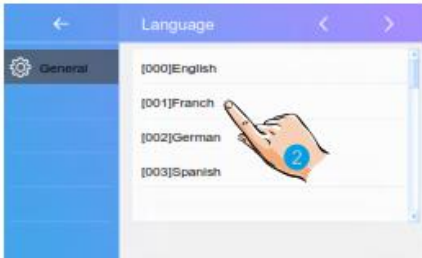 Language
General
[000]English
[001]Franch
[002]German
[003]Spanish
2